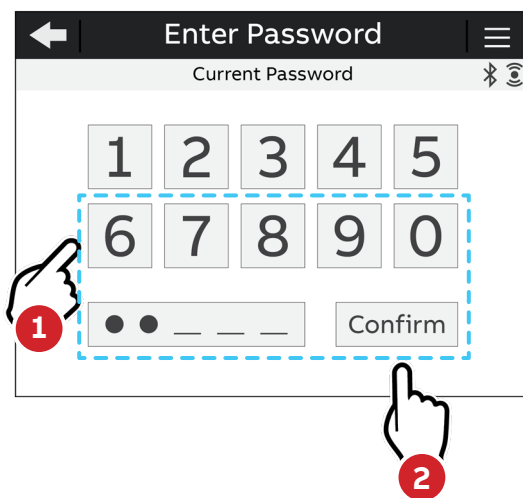 Enter Password
Current Password
1 2 3 4 5
6 7 8 9 0
●● _ _ _ Confirm
1
2